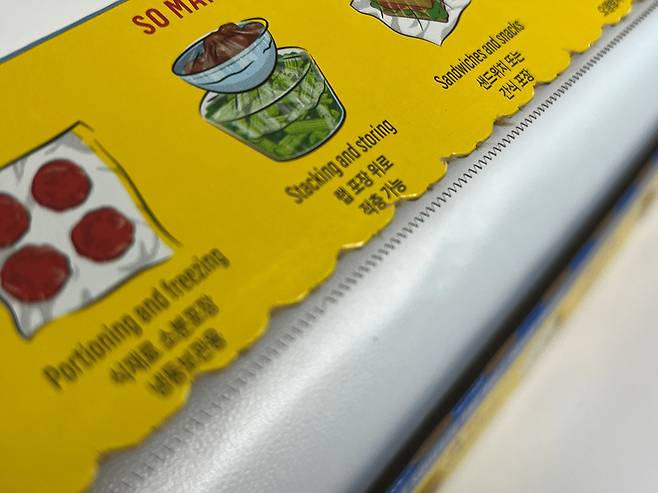 SO MA
Sandwiches and snacks
샌드위치 또는
간식 포장
Stacking and storing
랩 포장 위로
적층 가능
Portioning and freezing
식재료 소분포장
냉동보관용